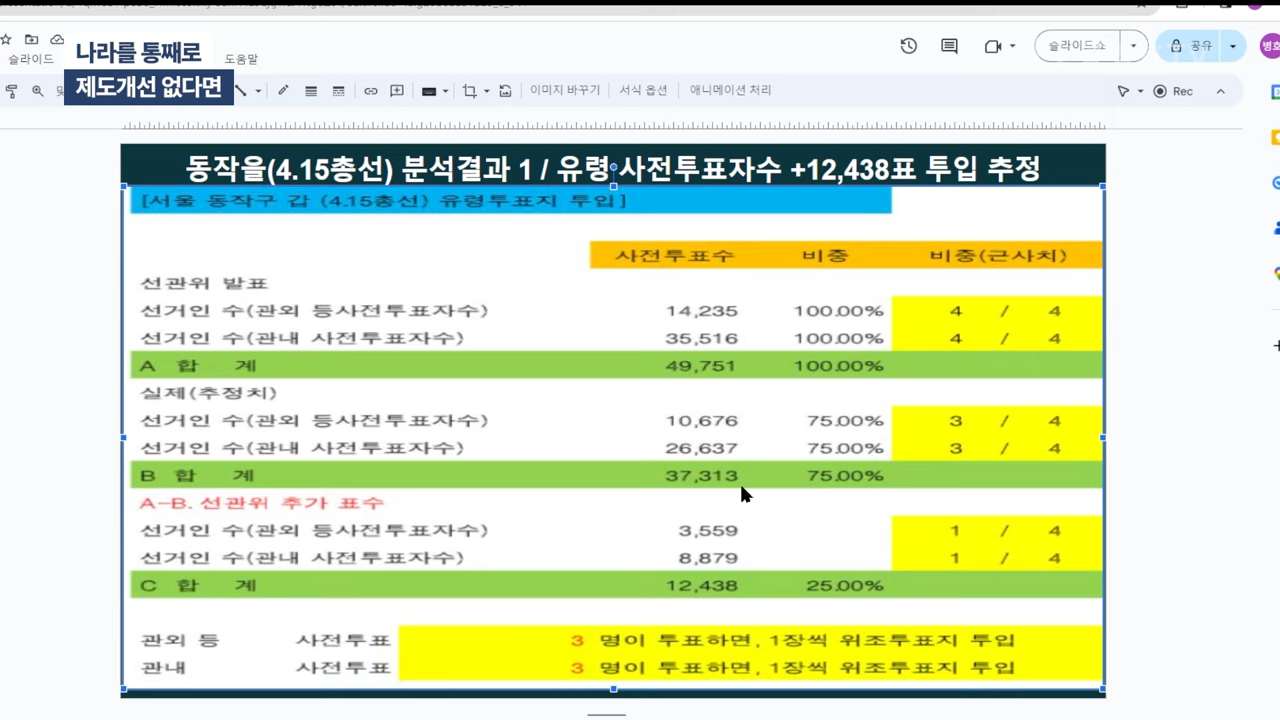 나라를 통째로
제도개선 없다면
슬라이드
도움말
슬라이드쇼
공유
병호
이미지 바꾸기 서식 옵션 애니메이션 처리
Rec
동작을(4.15총선) 분석결과 1 / 유령 사전투표자수 +12,438표 투입 추정
[서울 동작구 갑 (4.15총선) 유령투표지 투입]
사전투표수 비중 비중(근사치)
선관위 발표
선거인 수(관외 등사전투표자수) 14,235 100.00% 4 / 4
선거인 수(관내 사전투표자수) 35,516 100.00% 4 / 4
A 합 계 49,751 100.00%
실제(추정치)
선거인 수(관외 등사전투표자수) 10,676 75.00% 3 / 4
선거인 수(관내 사전투표자수) 26,637 75.00% 3 / 4
B 합 계 37,313 75.00%
A-B. 선관위 추가 표수
선거인 수(관외 등사전투표자수) 3,559 1 / 4
선거인 수(관내 사전투표자수) 8,879 1 / 4
C 합 계 12,438 25.00%
관외 등 사전투표 3 명이 투표하면, 1장씩 위조투표지 투입
관내 사전투표 3 명이 투표하면, 1장씩 위조투표지 투입